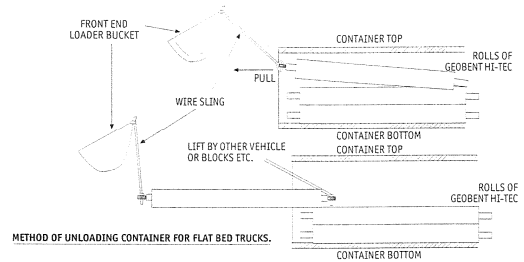 FRONT END
LOADER BUCKET
CONTAINER TOP
ROLLS OF
GEOBENT HI-TEC
PULL
WIRE SLING
CONTAINER BOTTOM
LIFT BY OTHER VEHICLE
OR BLOCKS ETC.
CONTAINER TOP
ROLLS OF
GEOBENT HI-TEC
METHOD OF UNLOADING CONTAINER FOR FLAT BED TRUCKS.
CONTAINER BOTTOM